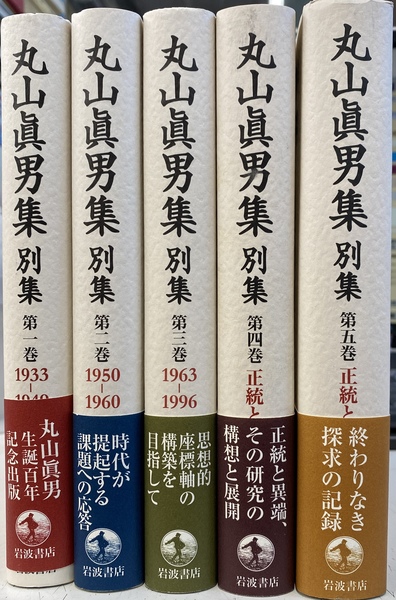 丸山眞男集
別集
第一巻
1933
-
1949
丸山眞男
生誕百年
記念出版
岩波書店
丸山眞男集
別集
第二巻
1950
-
1960
時代が
提起する
課題への応答
岩波書店
丸山眞男集
別集
第三巻
1963
-
1996
思想的
座標軸の
構築を
目指して
岩波書店
丸山眞男集
別集
第四巻
正統と
正統と異端、
その研究の
構想と展開
岩波書店
丸山眞男集
別集
第五巻
正統と
終わりなき
探求の記録
岩波書店